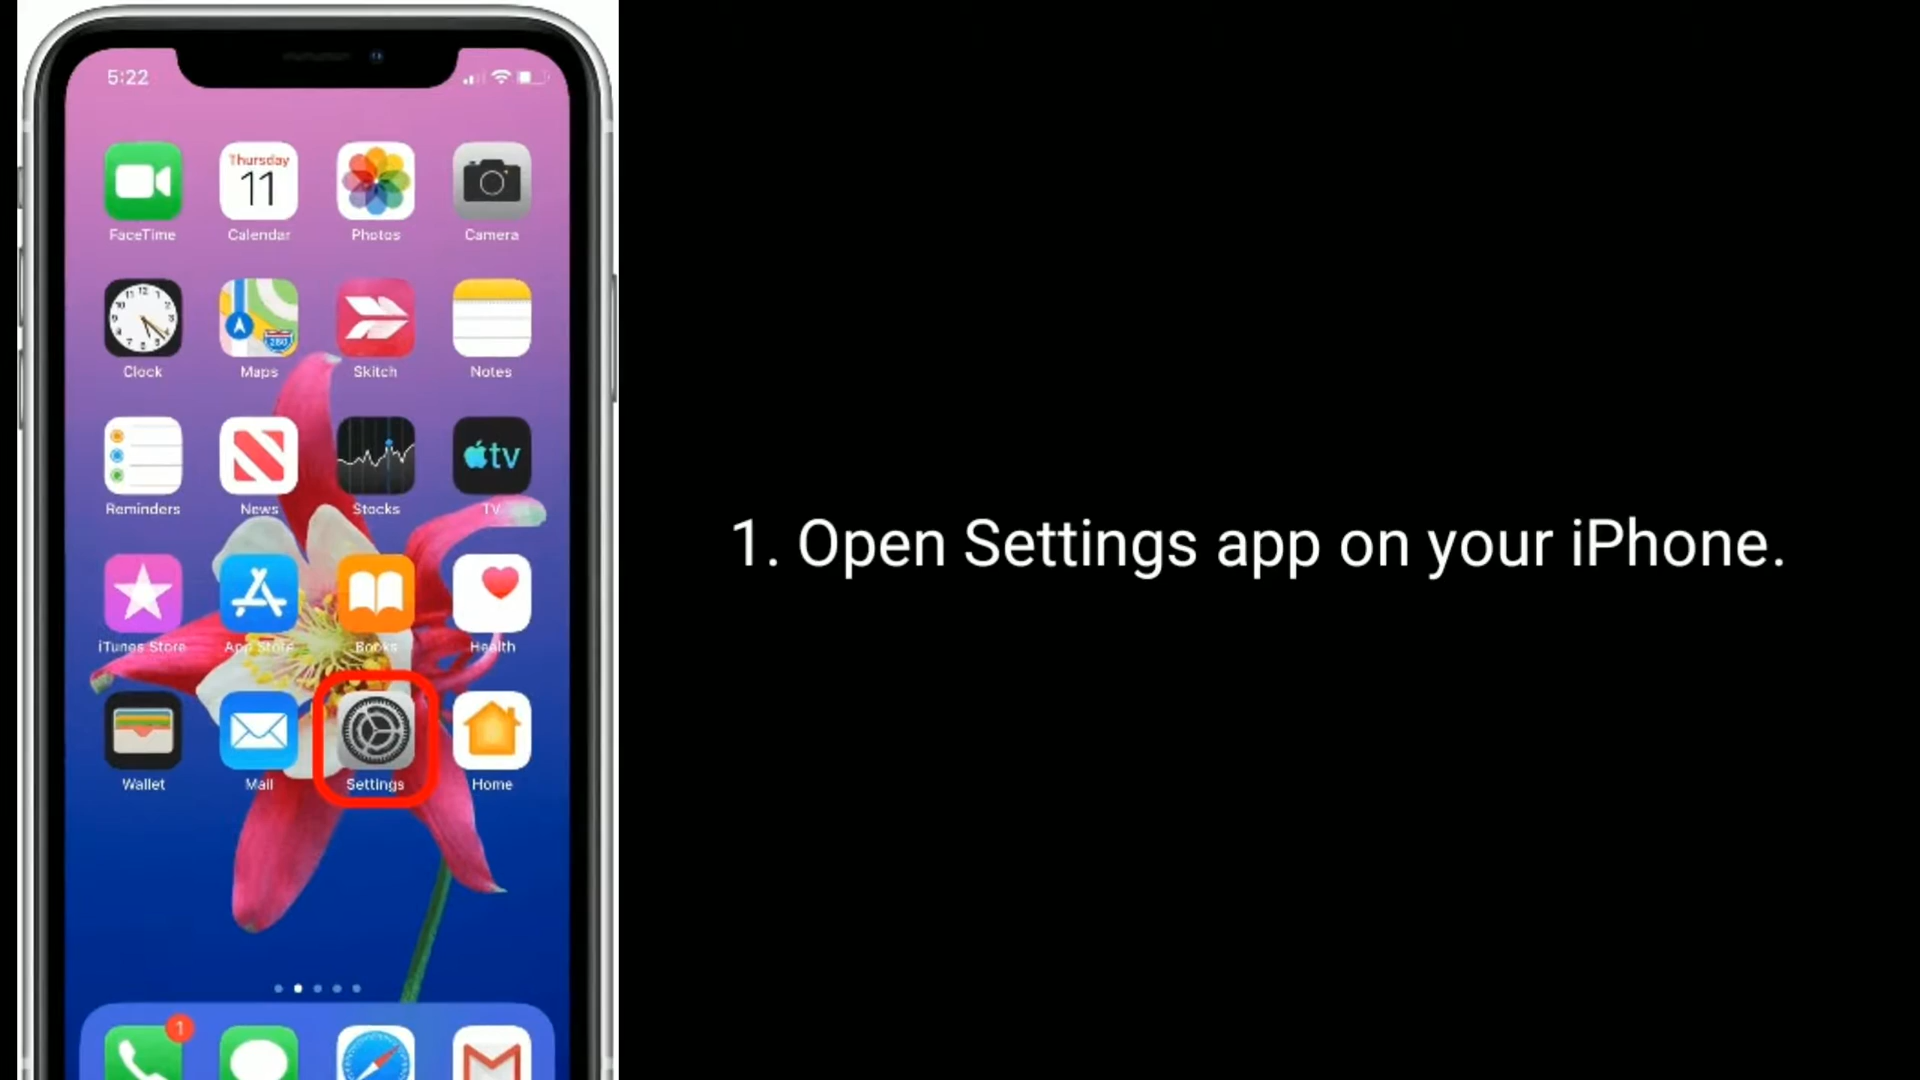 5:22
Thursday
11
FaceTime
Calendar
Photos
Camera
280
Clock
Maps
Skitch
Notes
tv
Reminders
News
Stocks
TV
iTunes Store
App Store
Books
Health
Wallet
Mail
Settings
Home
1
1. Open Settings app on your iPhone.